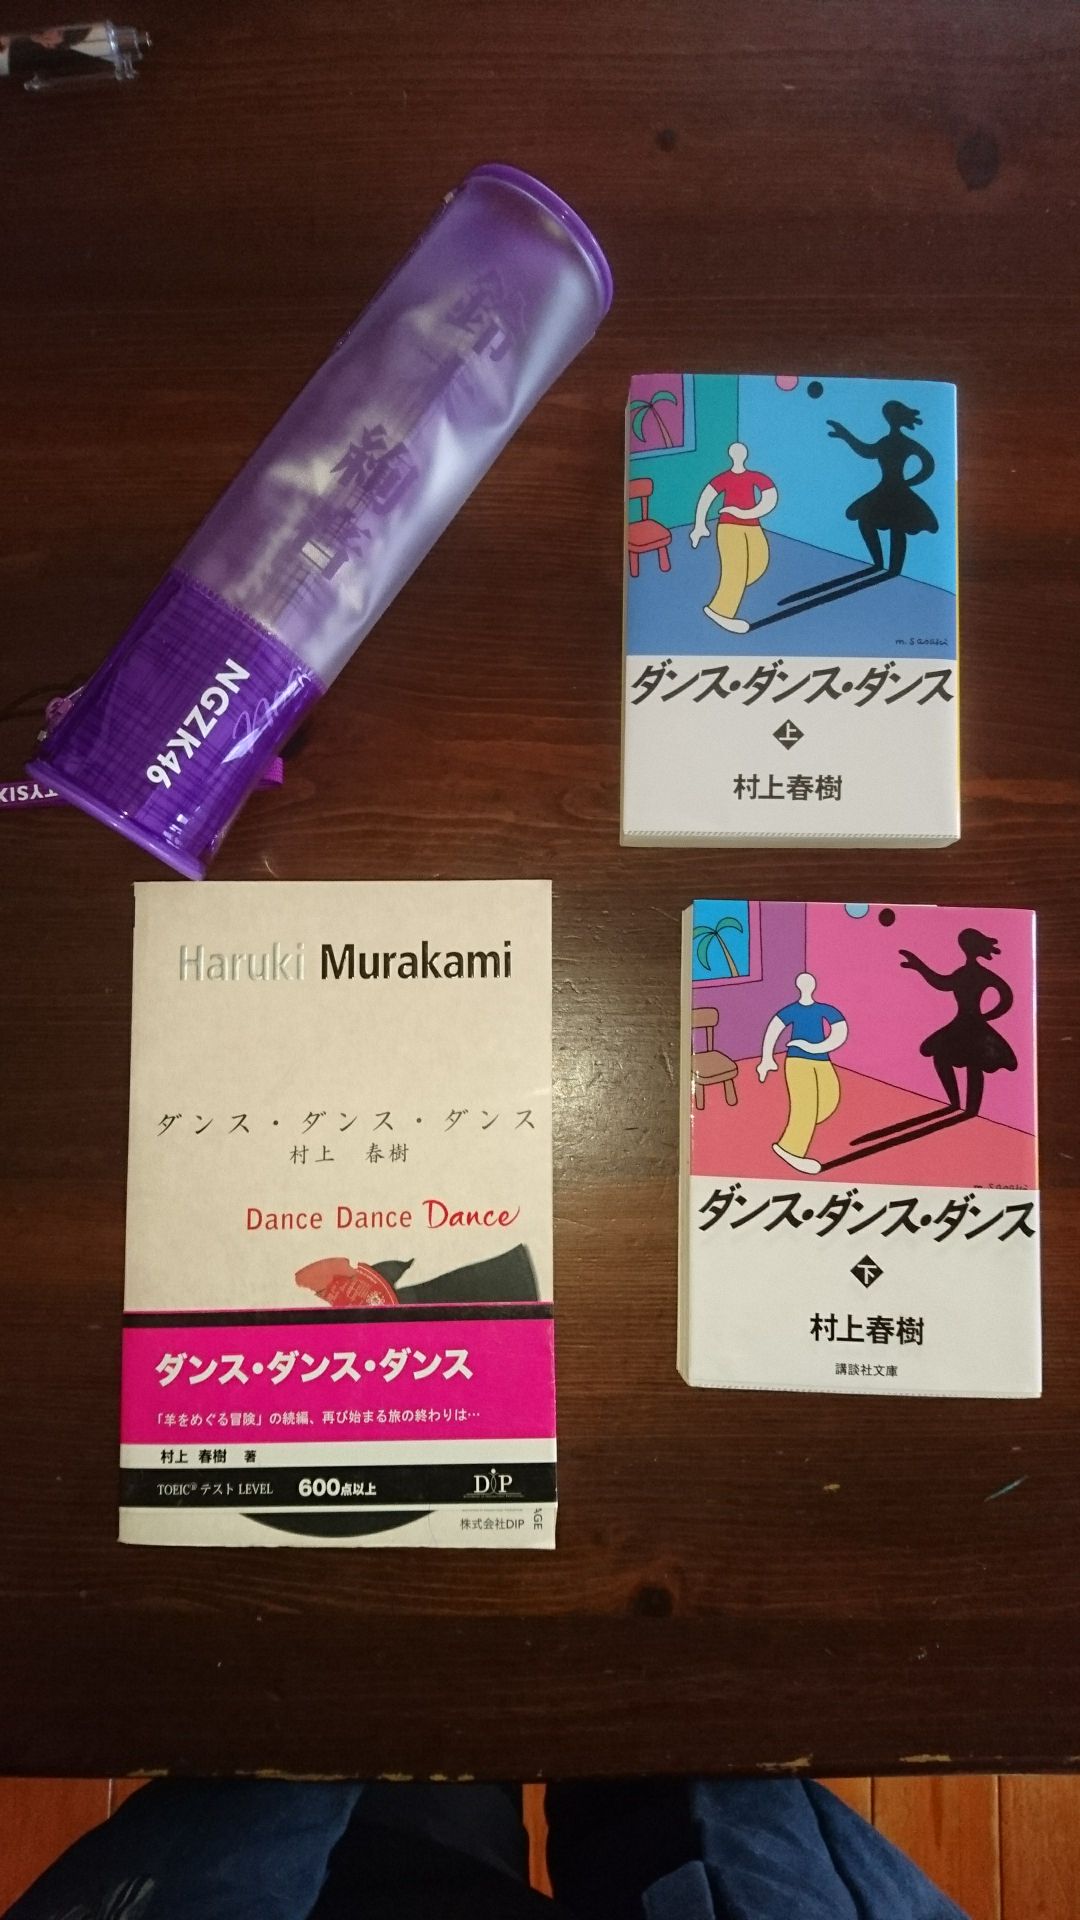 鈴
絢音
NGZK46
TYSIX
m.sasaki
ダンス・ダンス・ダンス
上
村上春樹
Haruki Murakami
ダンス・ダンス・ダンス
村上 春樹
Dance Dance Dance
ダンス・ダンス・ダンス
「羊をめぐる冒険」の続編、再び始まる旅の終わりは…
村上 春樹 著
TOEIC® テスト LEVEL 600点以上
DiP
株式会社DIP
AGE
m.sasaki
ダンス・ダンス・ダンス
下
村上春樹
講談社文庫